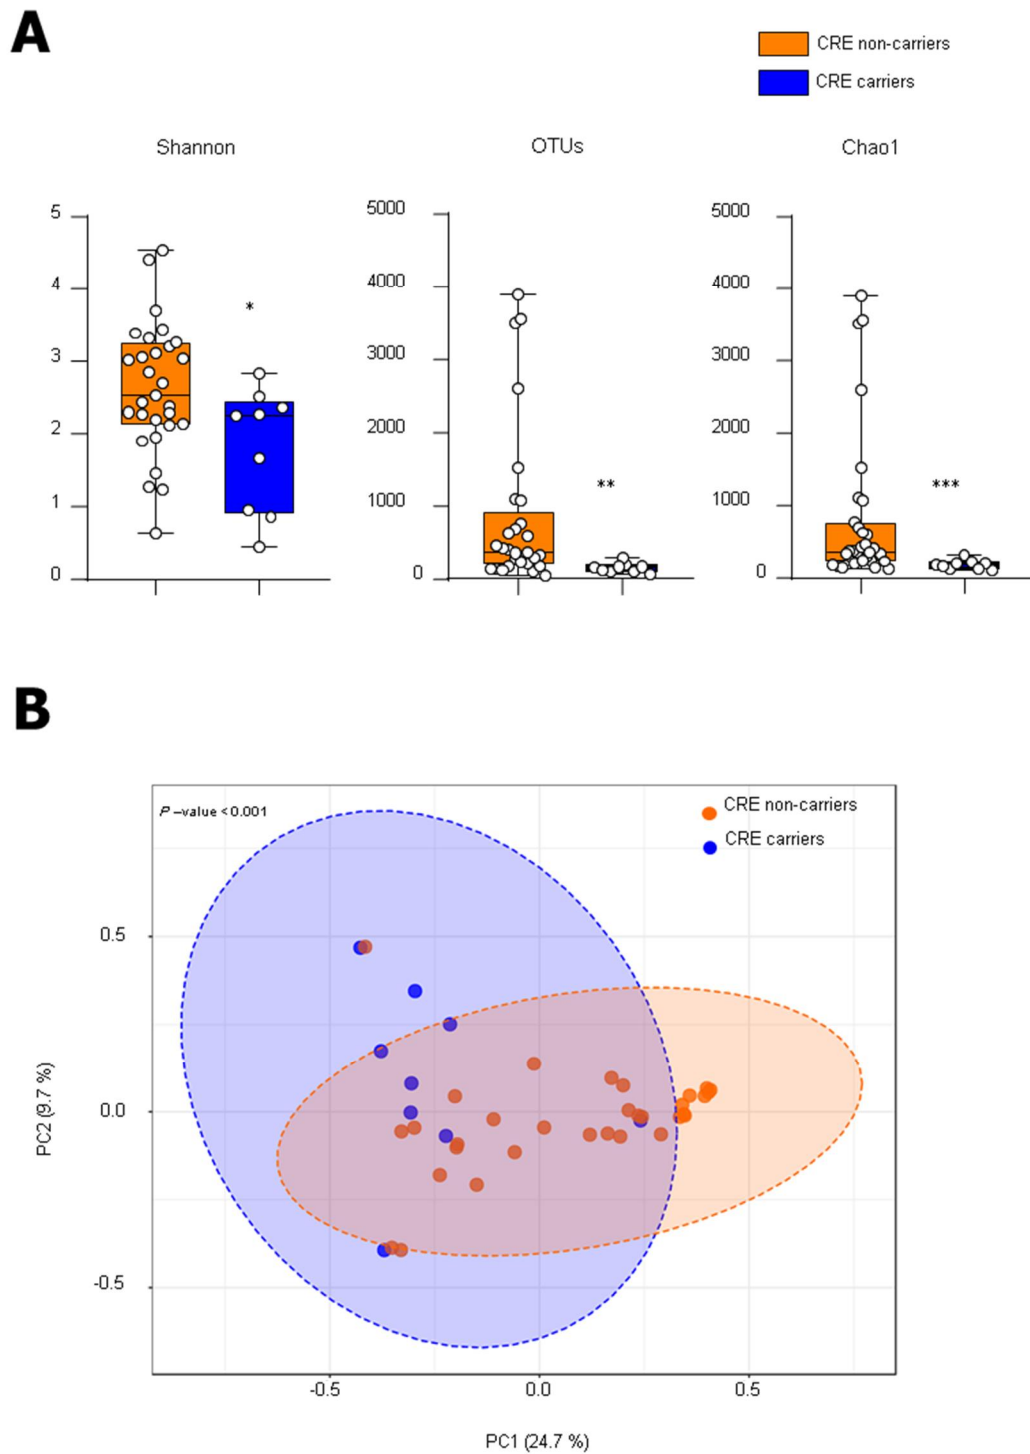 A
CRE non-carriers
CRE carriers
Shannon
OTUs
Chao1
5
4
3
2
1
0
*
5000
4000
3000
2000
1000
0
**
5000
4000
3000
2000
1000
0
***
B
P –value < 0.001
CRE non-carriers
CRE carriers
0.5
0.0
-0.5
PC2 (9.7 %)
-0.5
0.0
0.5
PC1 (24.7 %)